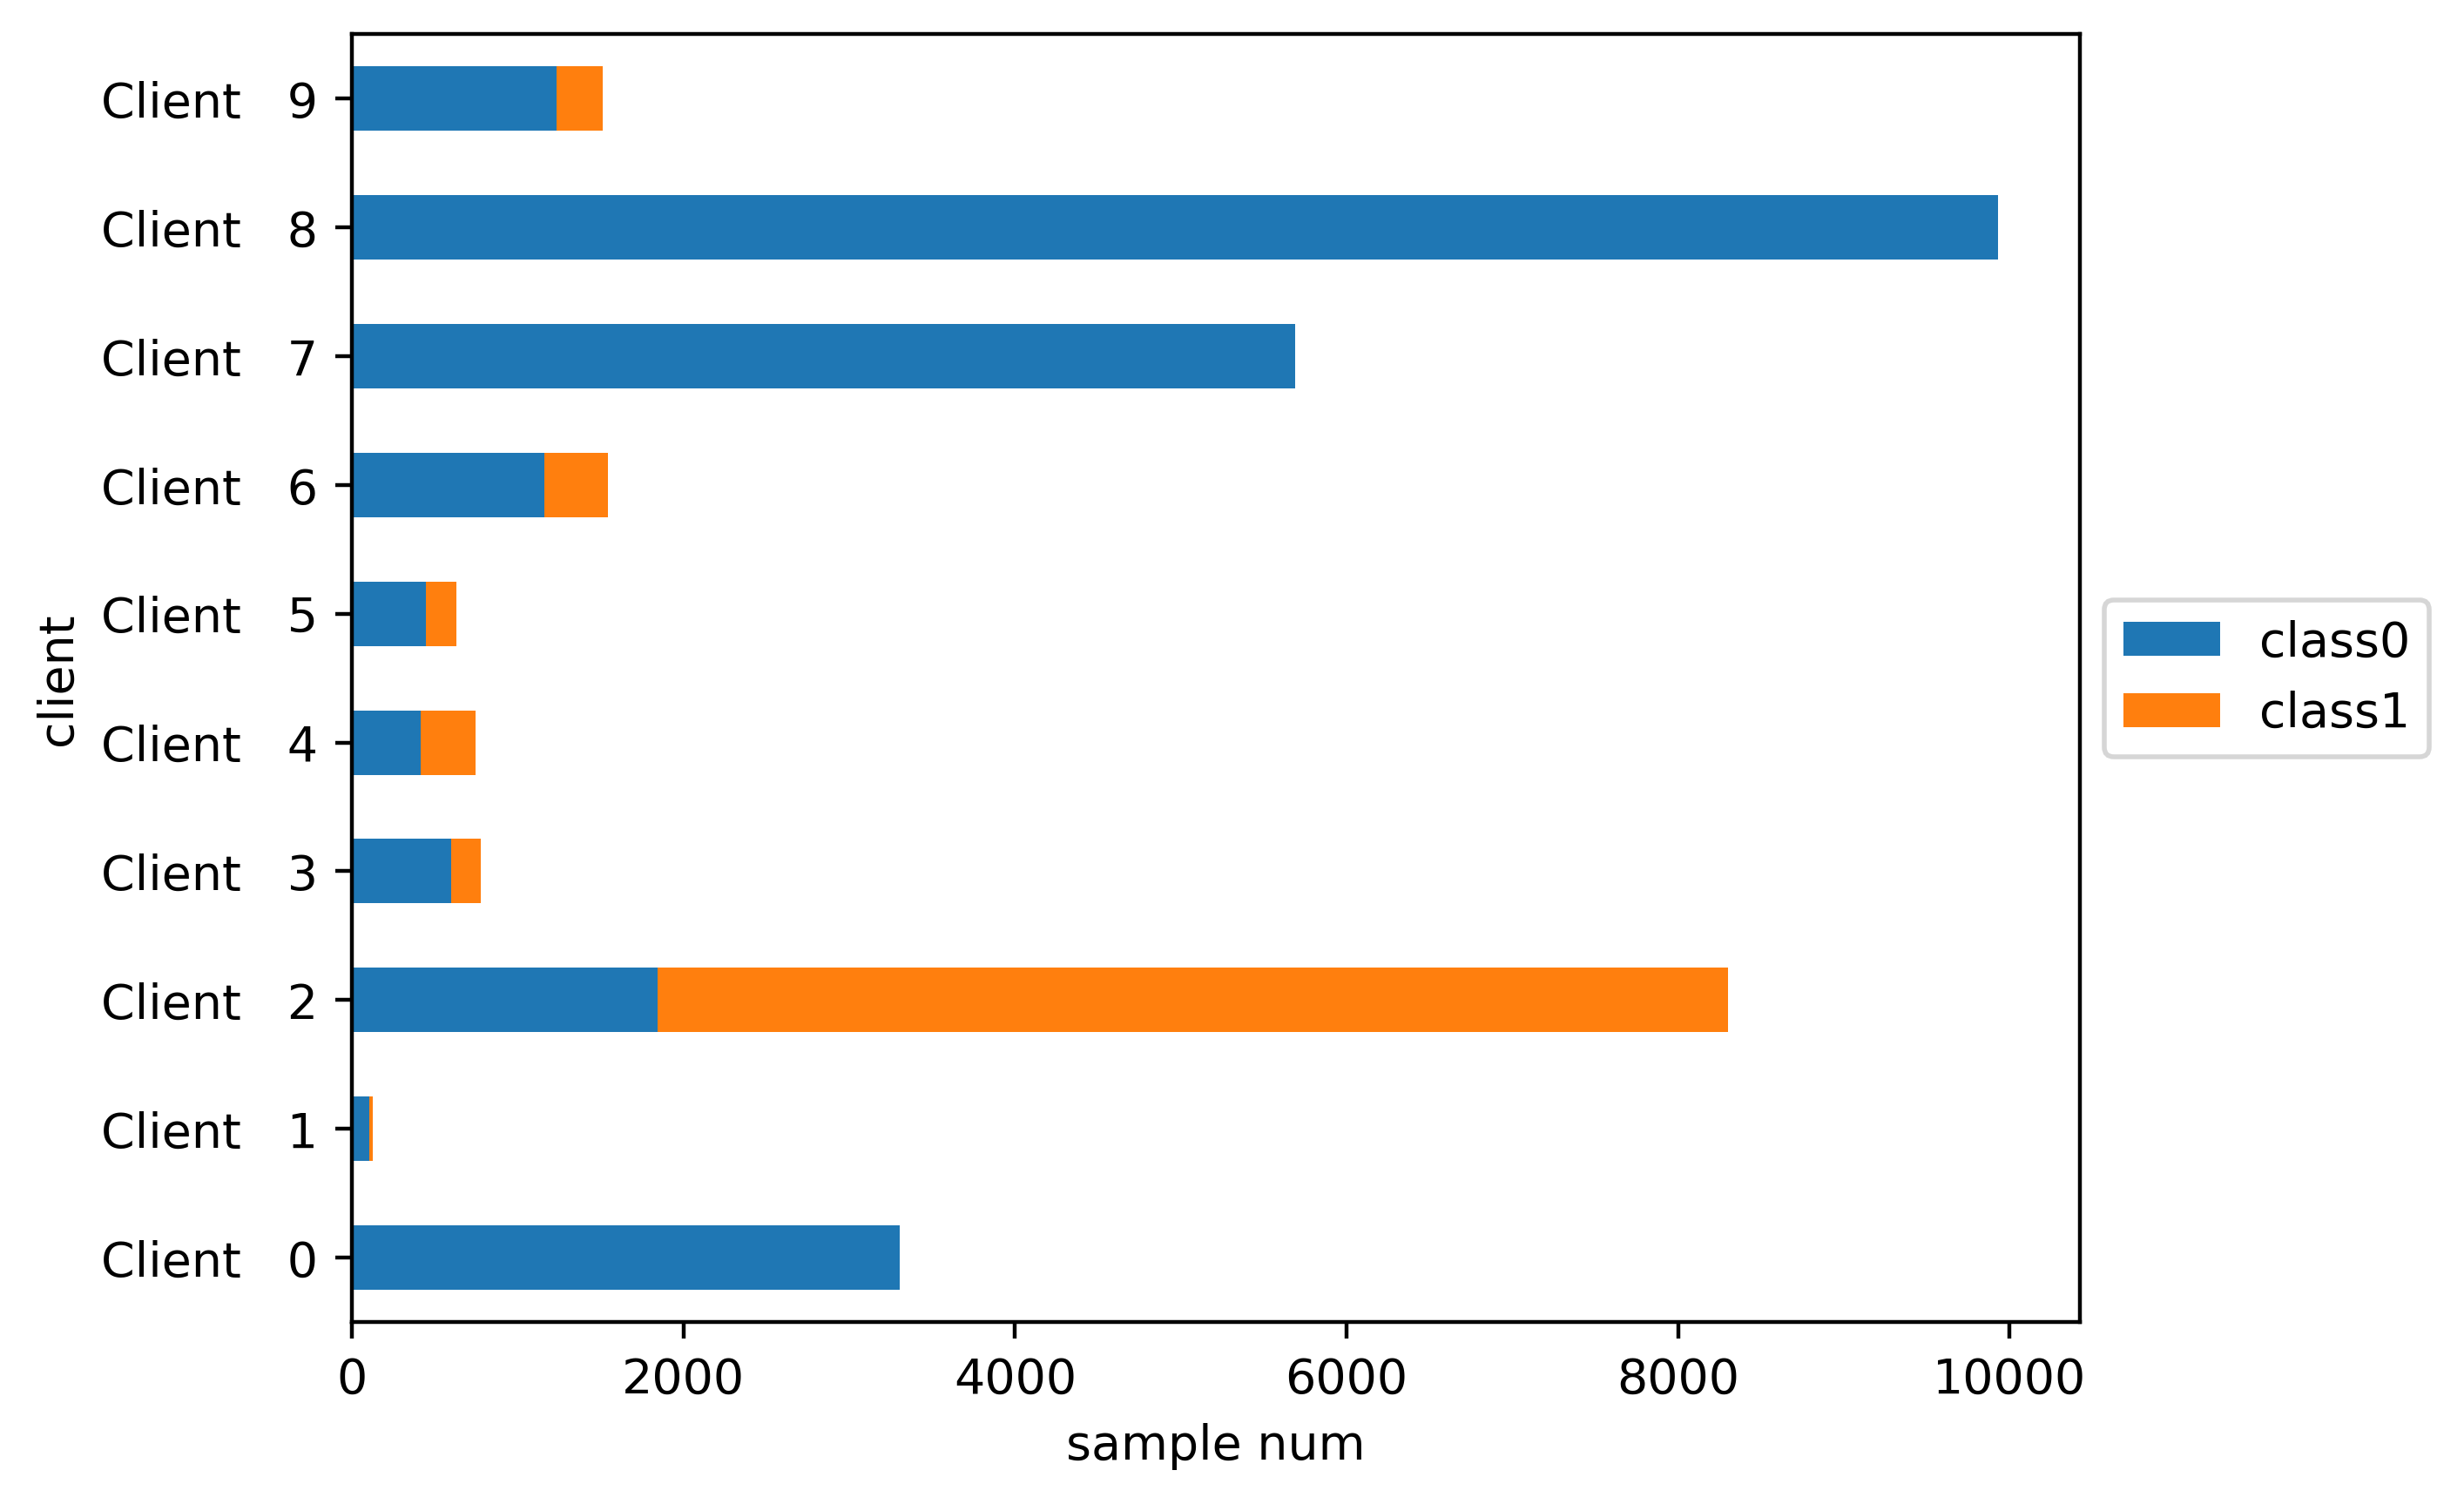 Client 9
Client 8
Client 7
Client 6
Client 5
Client 4
Client 3
Client 2
Client 1
Client 0
client
0 2000 4000 6000 8000 10000
sample num
class0
class1